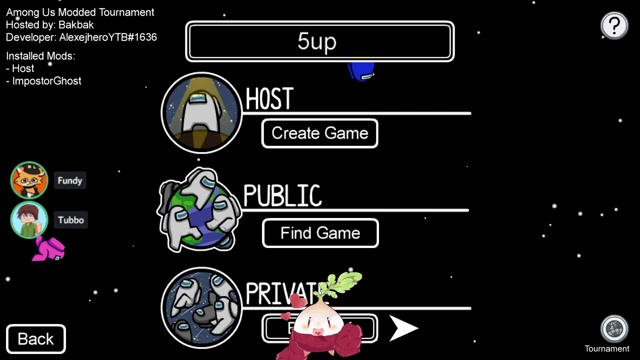 Among Us Modded Tournament
Hosted by: Bakbak
Developer: AlexejheroYTB#1636
Installed Mods:
- Host
- ImpostorGhost
5up
?
HOST
Create Game
PUBLIC
Find Game
Fundy
Tubbo
PRIVATE
Back
Tournament